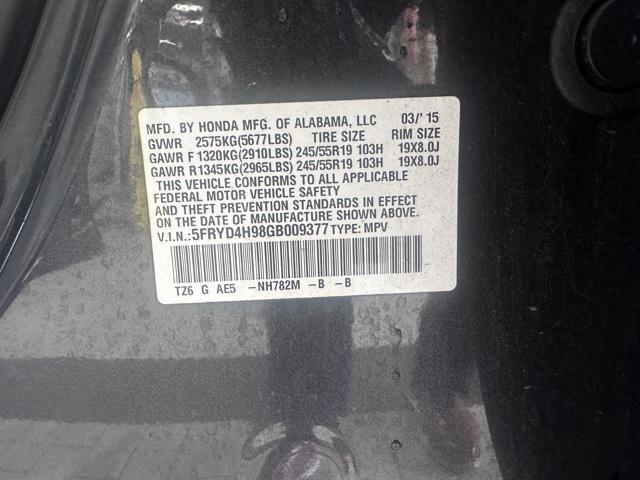 MFD. BY HONDA MFG. OF ALABAMA, LLC 03/'15
GVWR 2575KG(5677LBS) TIRE SIZE RIM SIZE
GAWR F 1320KG(2910LBS) 245/55R19 103H 19X8.0J
GAWR R1345KG(2965LBS) 245/55R19 103H 19X8.0J
THIS VEHICLE CONFORMS TO ALL APPLICABLE
FEDERAL MOTOR VEHICLE SAFETY
AND THEFT PREVENTION STANDARDS IN EFFECT
ON THE DATE OF MANUFACTURE SHOWN ABOVE.
V.I.N.:5FRYD4H98GB009377 TYPE: MPV
TZ6 G AE5 -NH782M -B -B